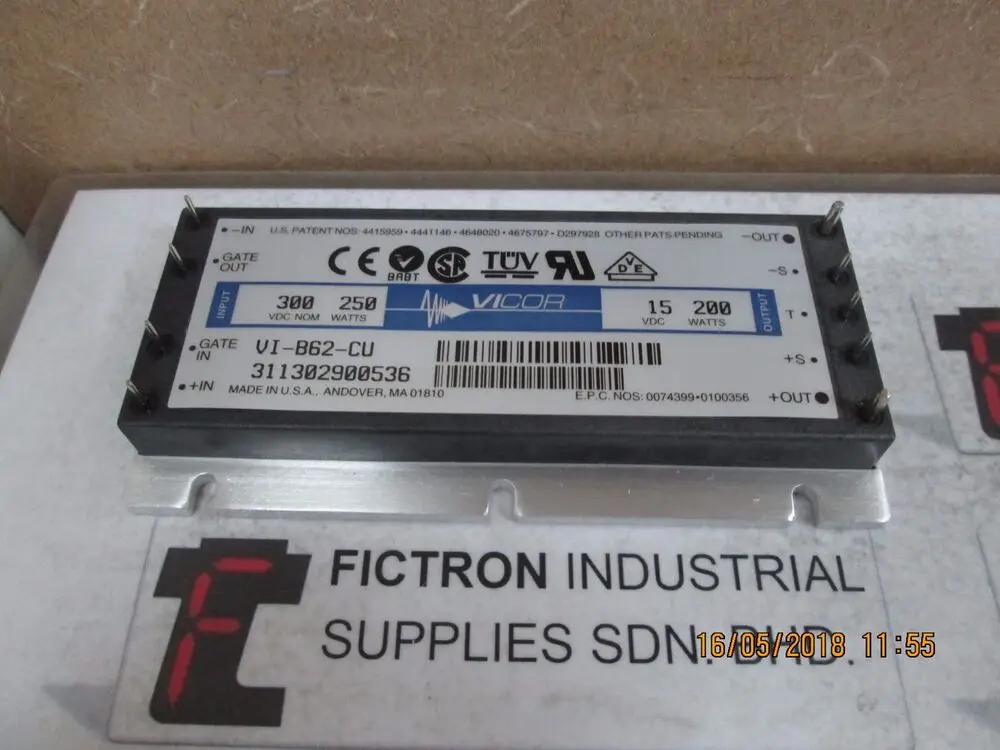 -IN
U.S. PATENT NOS: 4415959 • 4441146 • 4648020 • 4675797 • D297928 OTHER PATS PENDING
-OUT
GATE
OUT
CE
BABT
SA
TÜV
VDE
-S
INPUT
300 250
VDC NOM WATTS
VICOR
15 200
VDC WATTS
OUTPUT
T
GATE
IN
VI-B62-CU
+S
311302900536
+IN
MADE IN U.S.A., ANDOVER, MA 01810
E.P.C. NOS: 0074399 • 0100356
+OUT
FICTRON INDUSTRIAL
SUPPLIES SDN. BHD.
16/05/2018 11:55